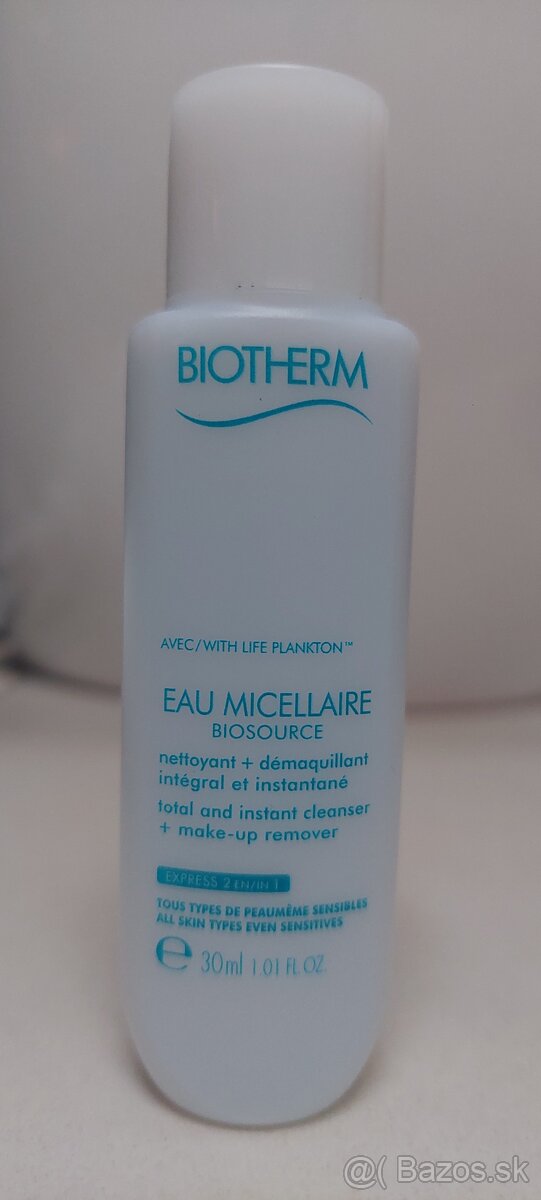 BIOTHERM
AVEC/WITH LIFE PLANKTON™
EAU MICELLAIRE
BIOSOURCE
nettoyant + démaquillant
intégral et instantané
total and instant cleanser
+ make-up remover
EXPRESS 2 EN/IN 1
TOUS TYPES DE PEAUMÊME SENSIBLES
ALL SKIN TYPES EVEN SENSITIVES
℮ 30ml 1.01 FL.OZ.
@( Bazos.sk